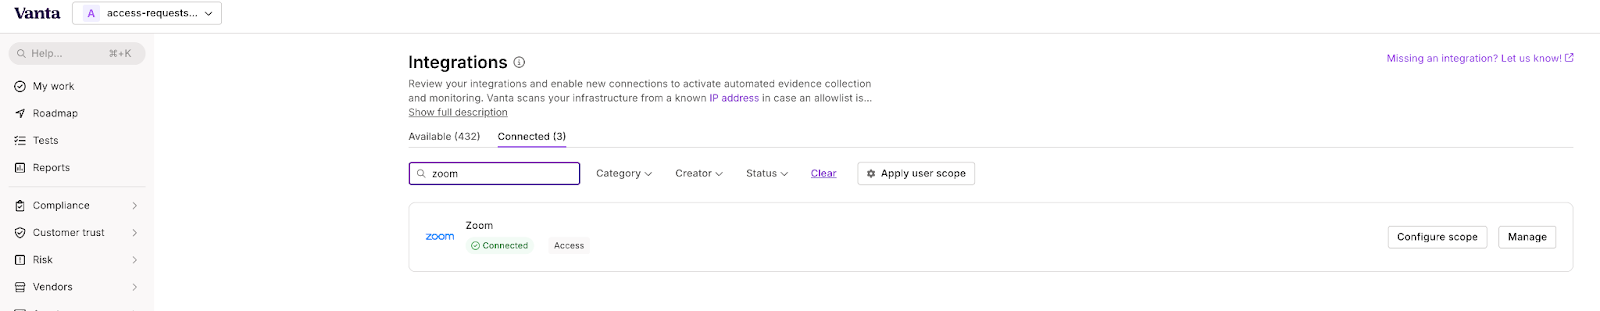 Vanta
A access-requests...
Help... ⌘+K
My work
Roadmap
Tests
Reports
Compliance
Customer trust
Risk
Vendors
Integrations
Missing an integration? Let us know!
Review your integrations and enable new connections to activate automated evidence collection
and monitoring. Vanta scans your infrastructure from a known IP address in case an allowlist is...
Show full description
Available (432) Connected (3)
zoom Category Creator Status Clear Apply user scope
zoom
Zoom
Connected Access
Configure scope Manage